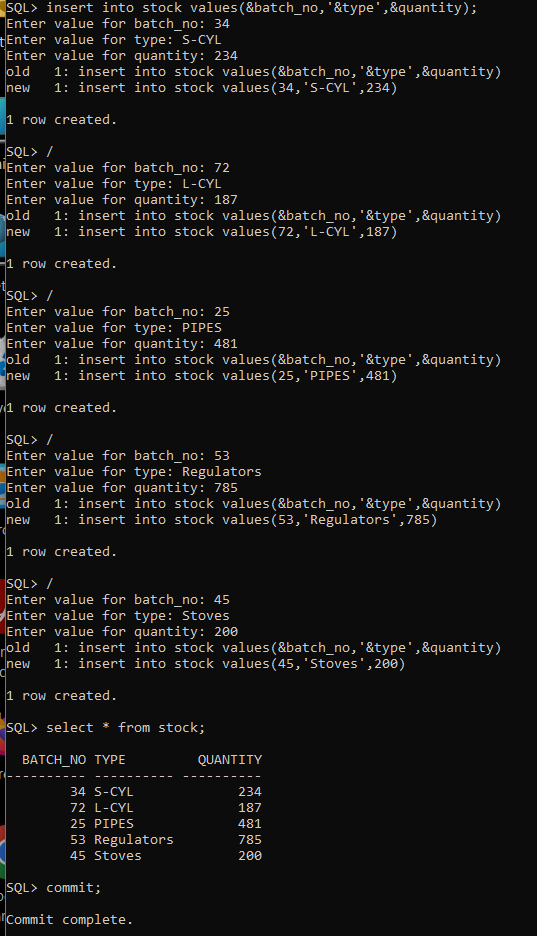 SQL> insert into stock values(&batch_no,'&type',&quantity);
Enter value for batch_no: 34
Enter value for type: S-CYL
Enter value for quantity: 234
old   1: insert into stock values(&batch_no,'&type',&quantity)
new   1: insert into stock values(34,'S-CYL',234)

1 row created.

SQL> /
Enter value for batch_no: 72
Enter value for type: L-CYL
Enter value for quantity: 187
old   1: insert into stock values(&batch_no,'&type',&quantity)
new   1: insert into stock values(72,'L-CYL',187)

1 row created.

SQL> /
Enter value for batch_no: 25
Enter value for type: PIPES
Enter value for quantity: 481
old   1: insert into stock values(&batch_no,'&type',&quantity)
new   1: insert into stock values(25,'PIPES',481)

1 row created.

SQL> /
Enter value for batch_no: 53
Enter value for type: Regulators
Enter value for quantity: 785
old   1: insert into stock values(&batch_no,'&type',&quantity)
new   1: insert into stock values(53,'Regulators',785)

1 row created.

SQL> /
Enter value for batch_no: 45
Enter value for type: Stoves
Enter value for quantity: 200
old   1: insert into stock values(&batch_no,'&type',&quantity)
new   1: insert into stock values(45,'Stoves',200)

1 row created.

SQL> select * from stock;

  BATCH_NO TYPE         QUANTITY
---------- ---------- ----------
        34 S-CYL             234
        72 L-CYL             187
        25 PIPES             481
        53 Regulators        785
        45 Stoves            200

SQL> commit;

Commit complete.